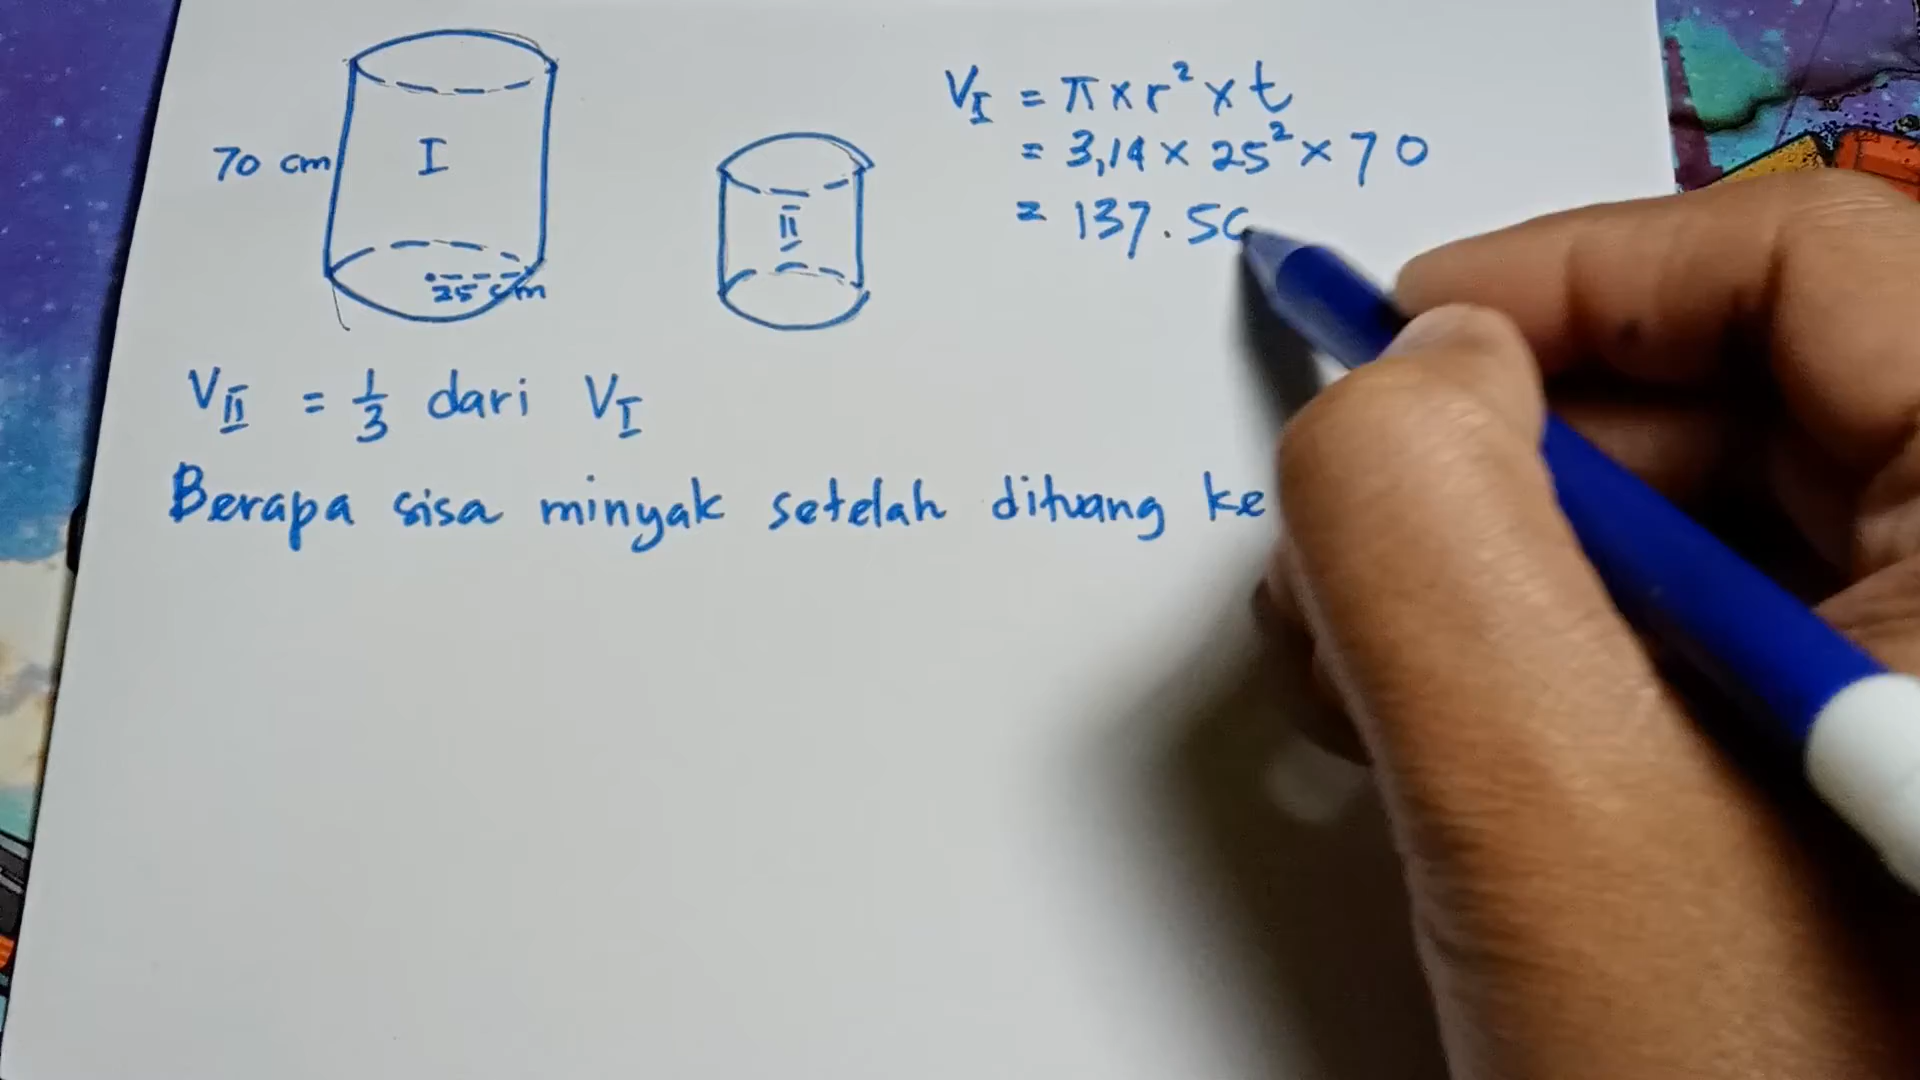 70 cm
I
25 cm
II
V_I = π x r² x t
= 3,14 x 25² x 70
= 137.50
V_II = 1/3 dari V_I
Berapa sisa minyak setelah dituang ke